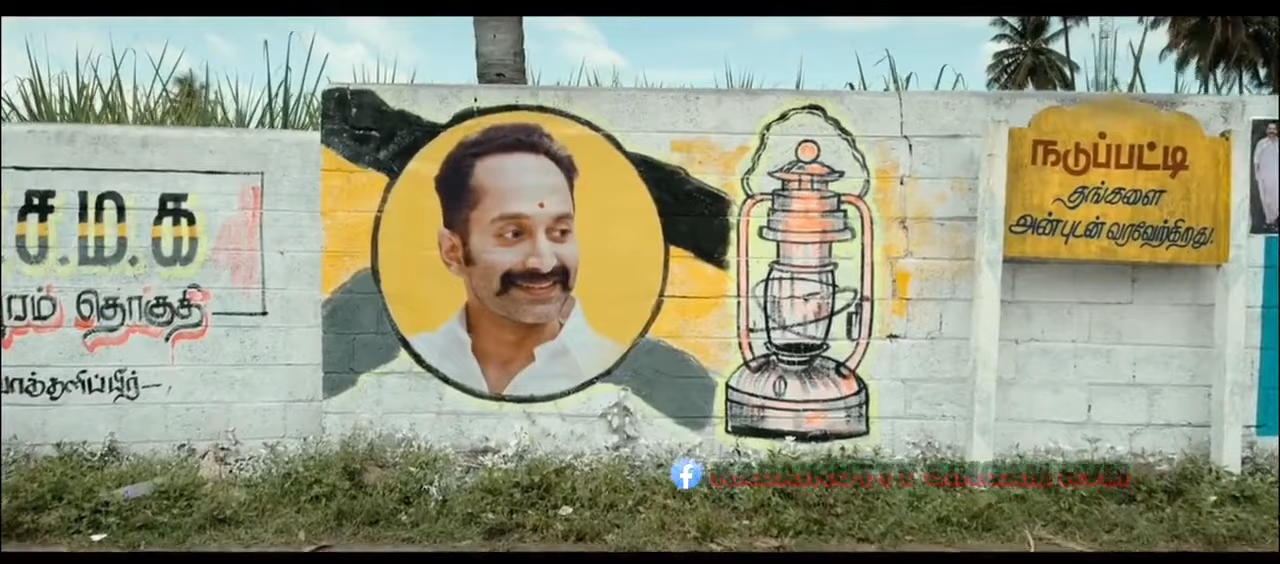 ச.ம.க
ரம் தொகுதி
வாக்களிப்பீர்
நடுப்பட்டி
தங்களை
அன்புடன் வரவேற்கிறது.